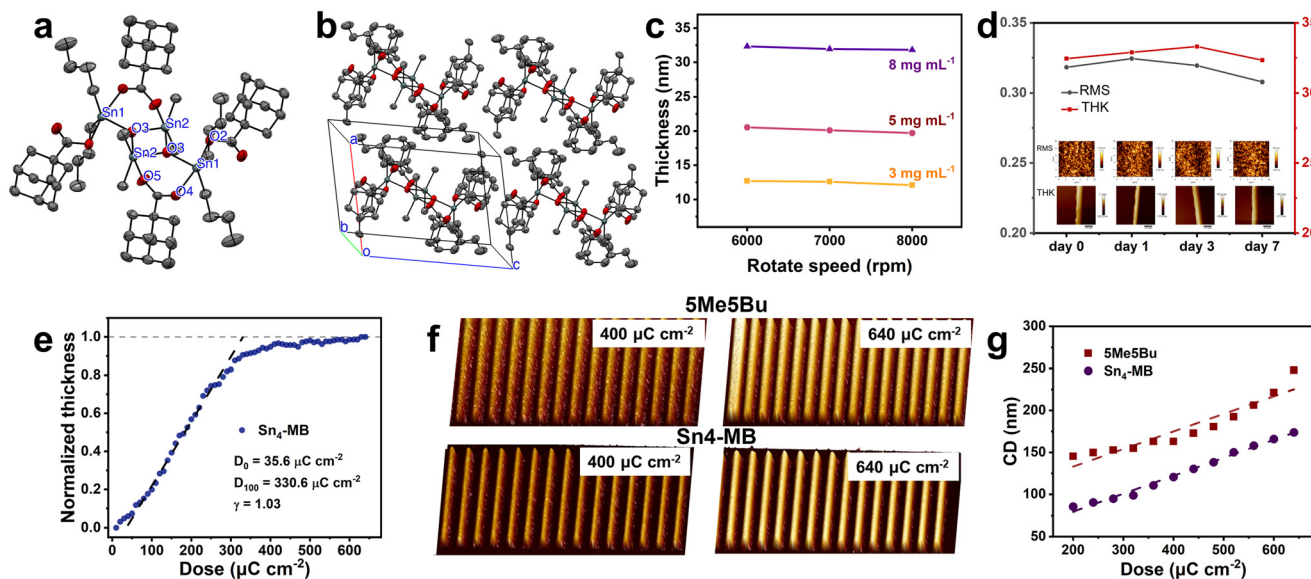 a
Sn1
O3
Sn2
O2
O3
Sn2
Sn1
O5
O4
b
a
b
o
c
c
Thickness (nm)
35
30
25
20
15
10
8 mg mL-1
5 mg mL-1
3 mg mL-1
6000 7000 8000
Rotate speed (rpm)
d
0.35
0.30
0.25
0.20
RMS
THK
RMS
THK
day 0 day 1 day 3 day 7
35
30
25
20
e
Normalized thickness
1.0
0.8
0.6
0.4
0.2
0.0
Sn4-MB
D0 = 35.6 μC cm-2
D100 = 330.6 μC cm-2
γ = 1.03
0 100 200 300 400 500 600
Dose (μC cm-2)
f
5Me5Bu
400 μC cm-2
640 μC cm-2
Sn4-MB
400 μC cm-2
640 μC cm-2
g
CD (nm)
300
250
200
150
100
50
5Me5Bu
Sn4-MB
200 300 400 500 600
Dose (μC cm-2)